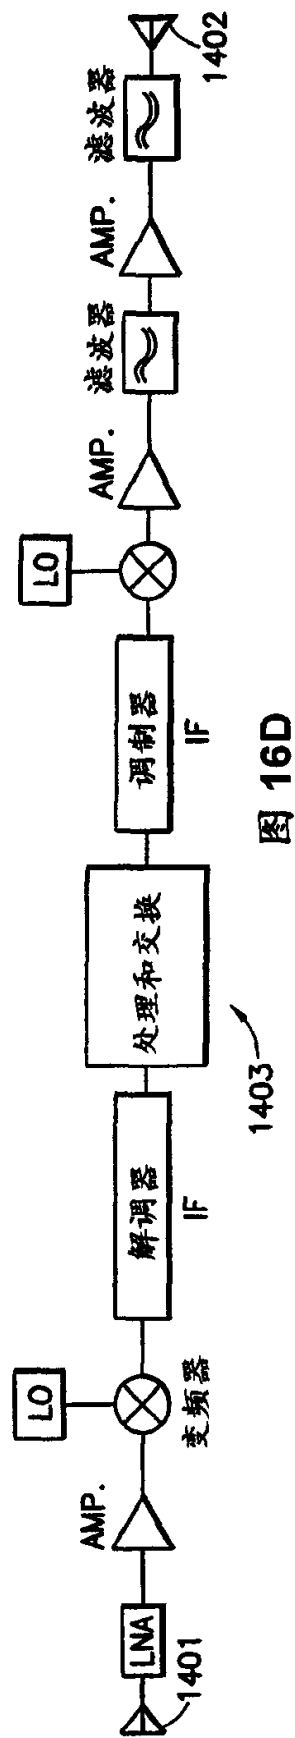 1401
LNA
AMP.
LO
变频器
解调器
IF
1403
处理和交换
调制器
IF
LO
AMP.
滤波器
AMP.
滤波器
1402
图 16D